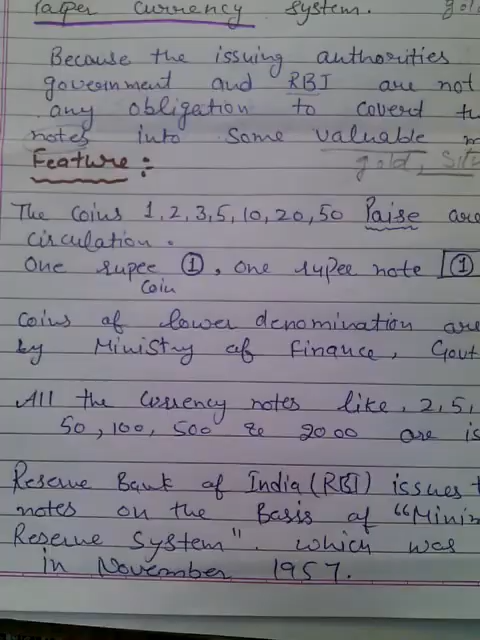 Paper currency System. gold
Because the issuing authorities
government and RBI are not
any obligation to coverd
notes into some valuable m
Feature :- gold, Silv
The coins 1, 2, 3, 5, 10, 20, 50 Paise are
circulation.
One rupee ①, One rupee note 1
Coin
Coins of lower denomination are
by Ministry of Finance, Govt
All the currency notes like, 2, 5,
50, 100, 500 & 2000 are is
Reserve Bank of India (RBI) issues t
notes on the Basis of "Minim
Reserve System". which was
in November 1957.